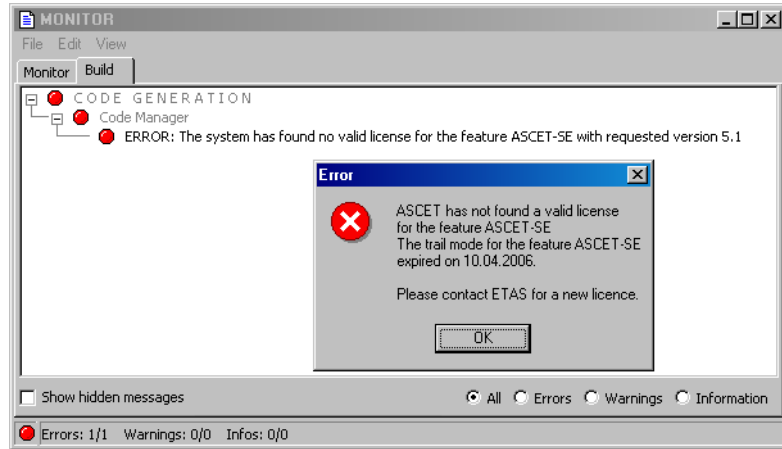 MONITOR
File Edit View
Monitor Build
CODE GENERATION
Code Manager
ERROR: The system has found no valid license for the feature ASCET-SE with requested version 5.1
Error
ASCET has not found a valid license
for the feature ASCET-SE
The trail mode for the feature ASCET-SE
expired on 10.04.2006.
Please contact ETAS for a new licence.
OK
Show hidden messages All Errors Warnings Information
Errors: 1/1 Warnings: 0/0 Infos: 0/0